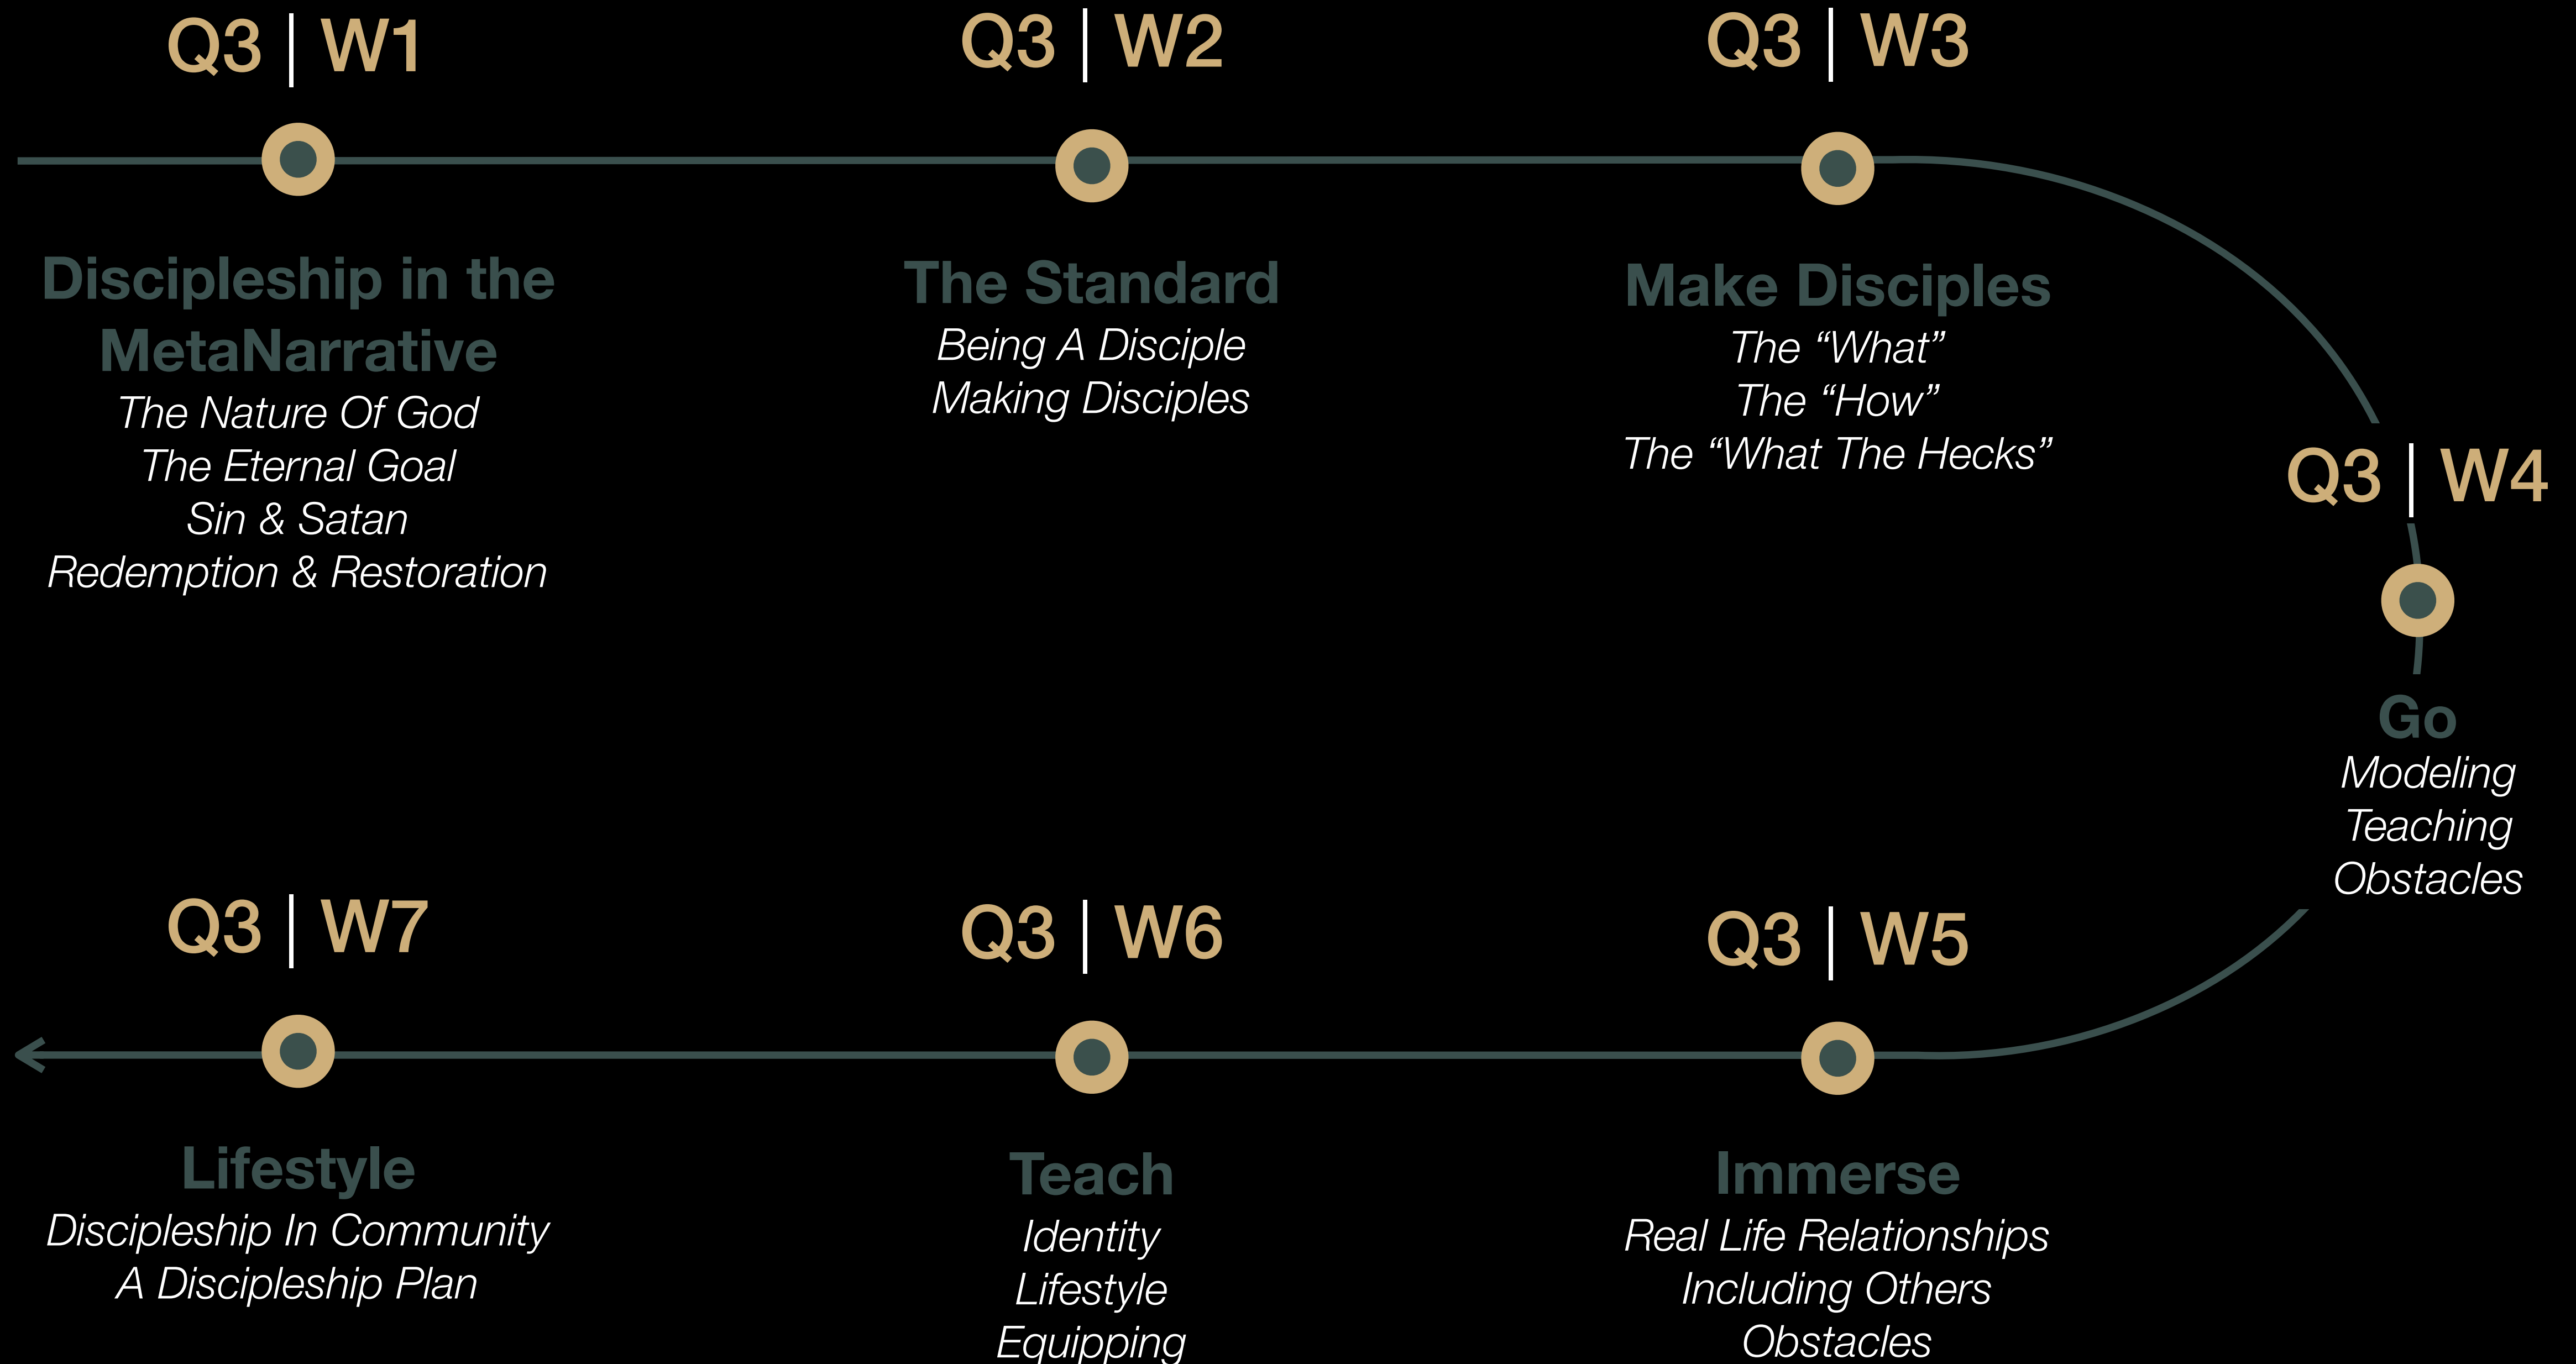 Q3 | W1
Discipleship in the
MetaNarrative
The Nature Of God
The Eternal Goal
Sin & Satan
Redemption & Restoration
Q3 | W2
The Standard
Being A Disciple
Making Disciples
Q3 | W3
Make Disciples
The “What”
The “How”
The “What The Hecks”
Q3 | W4
Go
Modeling
Teaching
Obstacles
Q3 | W5
Immerse
Real Life Relationships
Including Others
Obstacles
Q3 | W6
Teach
Identity
Lifestyle
Equipping
Q3 | W7
Lifestyle
Discipleship In Community
A Discipleship Plan